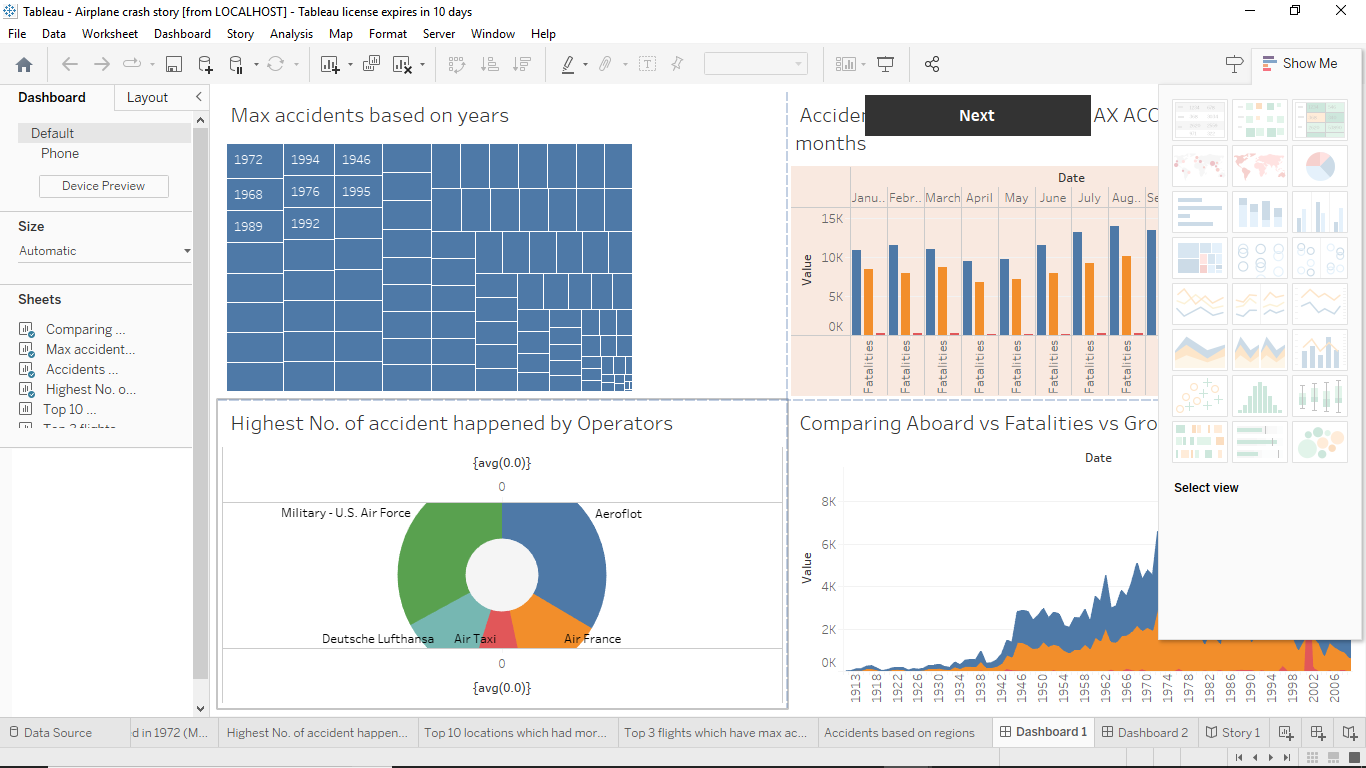 Tableau - Airplane crash story [from LOCALHOST] - Tableau license expires in 10 days
File Data Worksheet Dashboard Story Analysis Map Format Server Window Help
Show Me
Dashboard Layout
Default
Phone
Device Preview
Size
Automatic
Sheets
Comparing ...
Max accident...
Accidents ...
Highest No. o...
Top 10 ...
Max accidents based on years
1972 1994 1946
1968 1976 1995
1989 1992
Next
Accider AX ACC
months
Date
Janu.. Febr.. March April May June July Aug.. Se
15K
10K
5K
0K
Value
Fatalities Fatalities Fatalities Fatalities Fatalities Fatalities Fatalities Fatalities
Highest No. of accident happened by Operators
{avg(0.0)}
0
Military - U.S. Air Force Aeroflot
Deutsche Lufthansa Air Taxi Air France
0
{avg(0.0)}
Comparing Aboard vs Fatalities vs Gro
Date
8K
6K
4K
2K
0K
Value
1913 1918 1922 1926 1930 1934 1938 1942 1946 1950 1954 1958 1962 1966 1970 1974 1978 1982 1986 1990 1994 1998 2002 2006
Select view
Data Source d in 1972 (M... Highest No. of accident happen... Top 10 locations which had mor... Top 3 flights which have max ac... Accidents based on regions Dashboard 1 Dashboard 2 Story 1